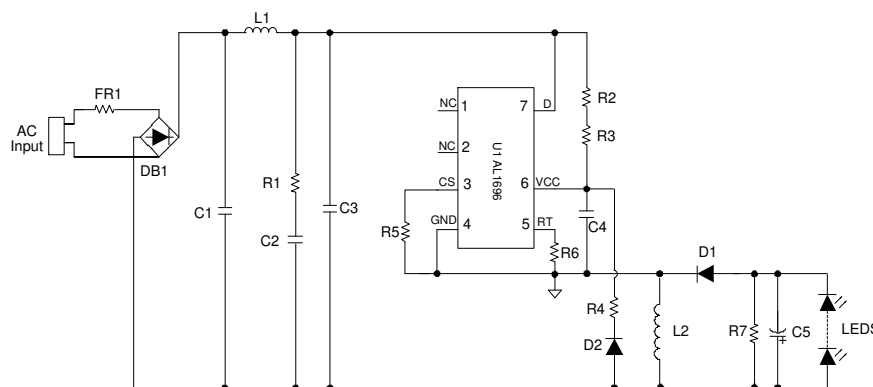 L1
FR1
AC
Input
DB1
C1
R1
C2
C3
NC 1
NC 2
CS 3
GND 4
U1 AL1696
7 D
6 VCC
5 RT
R5
R6
R2
R3
C4
D1
R4
D2
L2
R7
C5
+
LEDS